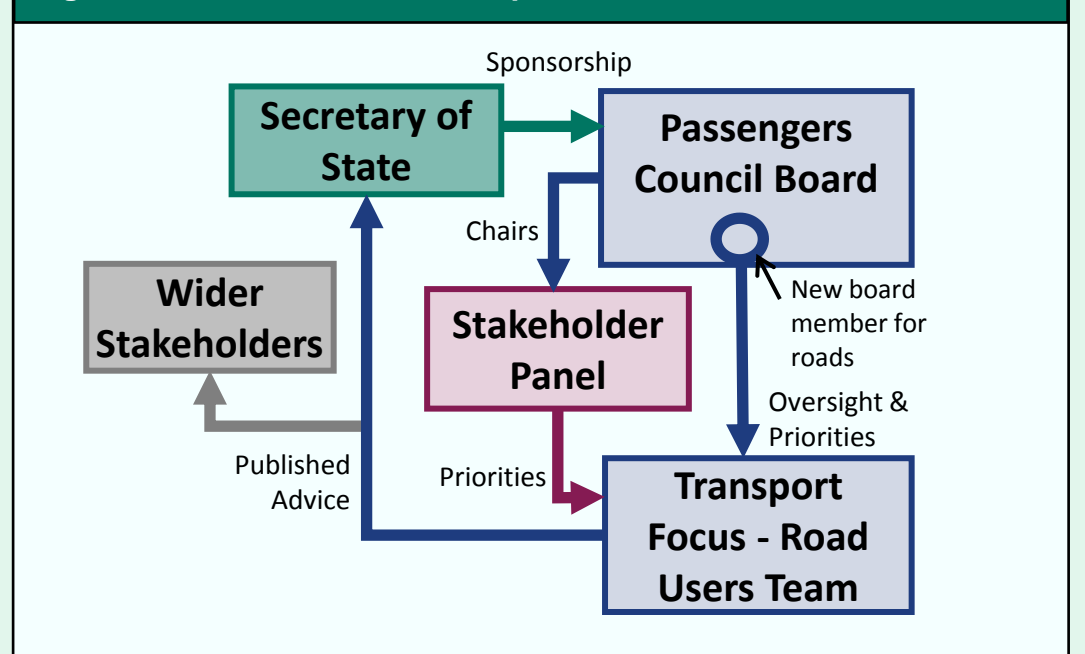 Sponsorship
Secretary of
State
Passengers
Council Board
Chairs
New board
member for
roads
Wider
Stakeholders
Stakeholder
Panel
Oversight &
Priorities
Published
Advice
Priorities
Transport
Focus - Road
Users Team